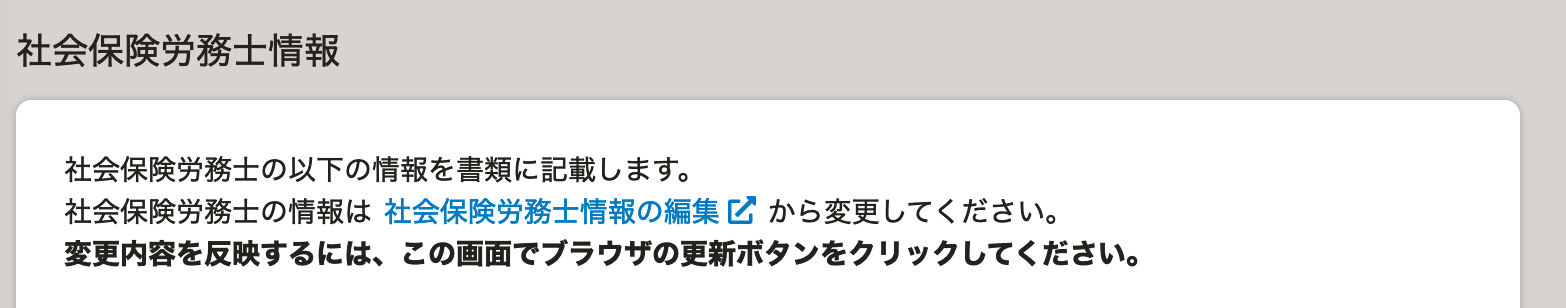 社会保険労務士情報
社会保険労務士の以下の情報を書類に記載します。
社会保険労務士の情報は 社会保険労務士情報の編集 から変更してください。
変更内容を反映するには、この画面でブラウザの更新ボタンをクリックしてください。